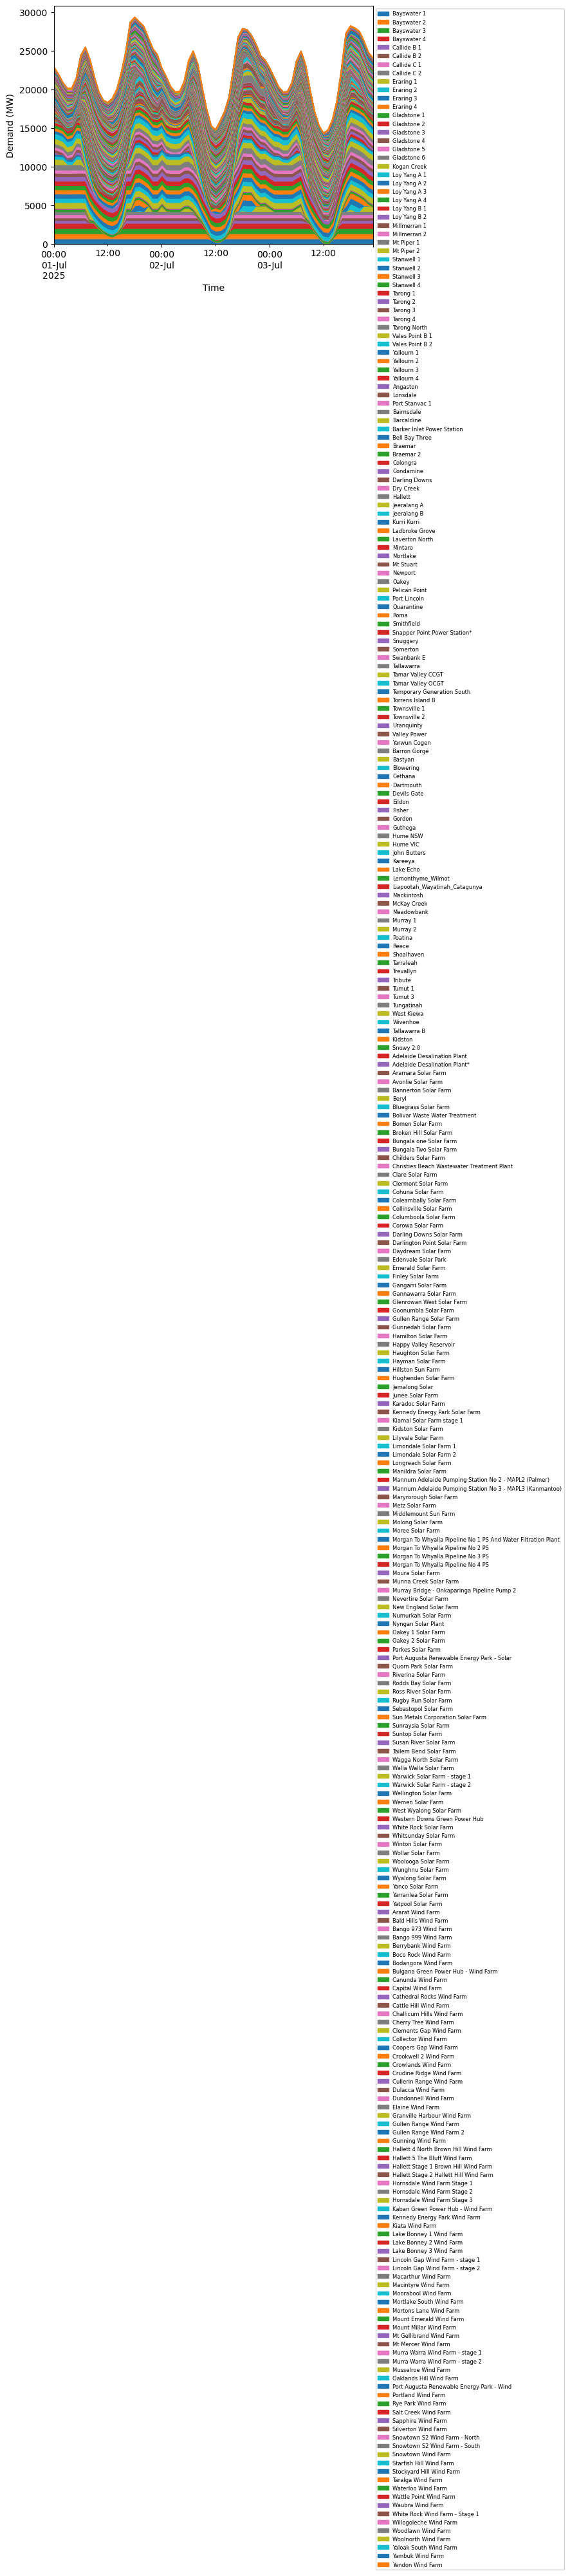 30000
25000
20000
15000
10000
5000
0
Demand (MW)
00:00
01-Jul
2025
12:00
00:00
02-Jul
12:00
00:00
03-Jul
12:00
Time
Bayswater 1
Bayswater 2
Bayswater 3
Bayswater 4
Callide B 1
Callide B 2
Callide C 1
Callide C 2
Eraring 1
Eraring 2
Eraring 3
Eraring 4
Gladstone 1
Gladstone 2
Gladstone 3
Gladstone 4
Gladstone 5
Gladstone 6
Kogan Creek
Loy Yang A 1
Loy Yang A 2
Loy Yang A 3
Loy Yang A 4
Loy Yang B 1
Loy Yang B 2
Millmerran 1
Millmerran 2
Mt Piper 1
Mt Piper 2
Stanwell 1
Stanwell 2
Stanwell 3
Stanwell 4
Tarong 1
Tarong 2
Tarong 3
Tarong 4
Tarong North
Vales Point B 1
Vales Point B 2
Yallourn 1
Yallourn 2
Yallourn 3
Yallourn 4
Angaston
Lonsdale
Port Stanvac 1
Bairnsdale
Barcaldine
Barker Inlet Power Station
Bell Bay Three
Braemar
Braemar 2
Colongra
Condamine
Darling Downs
Dry Creek
Hallett
Jeeralang A
Jeeralang B
Kurri Kurri
Ladbroke Grove
Laverton North
Mintaro
Mortlake
Mt Stuart
Newport
Oakey
Pelican Point
Port Lincoln
Quarantine
Roma
Smithfield
Snapper Point Power Station*
Snuggery
Somerton
Swanbank E
Tallawarra
Tamar Valley CCGT
Tamar Valley OCGT
Temporary Generation South
Torrens Island B
Townsville 1
Townsville 2
Uranquinty
Valley Power
Yarwun Cogen
Barron Gorge
Bastyan
Blowering
Cethana
Dartmouth
Devils Gate
Eildon
Fisher
Gordon
Guthega
Hume NSW
Hume VIC
John Butters
Kareeya
Lake Echo
Lemonthyme_Wilmot
Liapootah_Wayatinah_Catagunya
Mackintosh
McKay Creek
Meadowbank
Murray 1
Murray 2
Poatina
Reece
Shoalhaven
Tarraleah
Trevallyn
Tribute
Tumut 1
Tumut 3
Tungatinah
West Kiewa
Wivenhoe
Tallawarra B
Kidston
Snowy 2.0
Adelaide Desalination Plant
Adelaide Desalination Plant*
Aramara Solar Farm
Avonlie Solar Farm
Bannerton Solar Farm
Beryl
Bluegrass Solar Farm
Bolivar Waste Water Treatment
Bomen Solar Farm
Broken Hill Solar Farm
Bungala one Solar Farm
Bungala Two Solar Farm
Childers Solar Farm
Christies Beach Wastewater Treatment Plant
Clare Solar Farm
Clermont Solar Farm
Cohuna Solar Farm
Coleambally Solar Farm
Collinsville Solar Farm
Columboola Solar Farm
Corowa Solar Farm
Darling Downs Solar Farm
Darlington Point Solar Farm
Daydream Solar Farm
Edenvale Solar Park
Emerald Solar Farm
Finley Solar Farm
Gangarri Solar Farm
Gannawarra Solar Farm
Glenrowan West Solar Farm
Goonumbla Solar Farm
Gullen Range Solar Farm
Gunnedah Solar Farm
Hamilton Solar Farm
Happy Valley Reservoir
Haughton Solar Farm
Hayman Solar Farm
Hillston Sun Farm
Hughenden Solar Farm
Jemalong Solar
Junee Solar Farm
Karadoc Solar Farm
Kennedy Energy Park Solar Farm
Kiamal Solar Farm stage 1
Kidston Solar Farm
Lilyvale Solar Farm
Limondale Solar Farm 1
Limondale Solar Farm 2
Longreach Solar Farm
Manildra Solar Farm
Mannum Adelaide Pumping Station No 2 - MAPL2 (Palmer)
Mannum Adelaide Pumping Station No 3 - MAPL3 (Kanmantoo)
Maryrorough Solar Farm
Metz Solar Farm
Middlemount Sun Farm
Molong Solar Farm
Moree Solar Farm
Morgan To Whyalla Pipeline No 1 PS And Water Filtration Plant
Morgan To Whyalla Pipeline No 2 PS
Morgan To Whyalla Pipeline No 3 PS
Morgan To Whyalla Pipeline No 4 PS
Moura Solar Farm
Munna Creek Solar Farm
Murray Bridge - Onkaparinga Pipeline Pump 2
Nevertire Solar Farm
New England Solar Farm
Numurkah Solar Farm
Nyngan Solar Plant
Oakey 1 Solar Farm
Oakey 2 Solar Farm
Parkes Solar Farm
Port Augusta Renewable Energy Park - Solar
Quorn Park Solar Farm
Riverina Solar Farm
Rodds Bay Solar Farm
Ross River Solar Farm
Rugby Run Solar Farm
Sebastopol Solar Farm
Sun Metals Corporation Solar Farm
Sunraysia Solar Farm
Suntop Solar Farm
Susan River Solar Farm
Tailem Bend Solar Farm
Wagga North Solar Farm
Walla Walla Solar Farm
Warwick Solar Farm - stage 1
Warwick Solar Farm - stage 2
Wellington Solar Farm
Wemen Solar Farm
West Wyalong Solar Farm
Western Downs Green Power Hub
White Rock Solar Farm
Whitsunday Solar Farm
Winton Solar Farm
Wollar Solar Farm
Woolooga Solar Farm
Wunghnu Solar Farm
Wyalong Solar Farm
Yanco Solar Farm
Yarranlea Solar Farm
Yatpool Solar Farm
Ararat Wind Farm
Bald Hills Wind Farm
Bango 973 Wind Farm
Bango 999 Wind Farm
Berrybank Wind Farm
Boco Rock Wind Farm
Bodangora Wind Farm
Bulgana Green Power Hub - Wind Farm
Canunda Wind Farm
Capital Wind Farm
Cathedral Rocks Wind Farm
Cattle Hill Wind Farm
Challicum Hills Wind Farm
Cherry Tree Wind Farm
Clements Gap Wind Farm
Collector Wind Farm
Coopers Gap Wind Farm
Crookwell 2 Wind Farm
Crowlands Wind Farm
Crudine Ridge Wind Farm
Cullerin Range Wind Farm
Dulacca Wind Farm
Dundonnell Wind Farm
Elaine Wind Farm
Granville Harbour Wind Farm
Gullen Range Wind Farm
Gullen Range Wind Farm 2
Gunning Wind Farm
Hallett 4 North Brown Hill Wind Farm
Hallett 5 The Bluff Wind Farm
Hallett Stage 1 Brown Hill Wind Farm
Hallett Stage 2 Hallett Hill Wind Farm
Hornsdale Wind Farm Stage 1
Hornsdale Wind Farm Stage 2
Hornsdale Wind Farm Stage 3
Kaban Green Power Hub - Wind Farm
Kennedy Energy Park Wind Farm
Kiata Wind Farm
Lake Bonney 1 Wind Farm
Lake Bonney 2 Wind Farm
Lake Bonney 3 Wind Farm
Lincoln Gap Wind Farm - stage 1
Lincoln Gap Wind Farm - stage 2
Macarthur Wind Farm
Macintyre Wind Farm
Moorabool Wind Farm
Mortlake South Wind Farm
Mortons Lane Wind Farm
Mount Emerald Wind Farm
Mount Millar Wind Farm
Mt Gellibrand Wind Farm
Mt Mercer Wind Farm
Murra Warra Wind Farm - stage 1
Murra Warra Wind Farm - stage 2
Musselroe Wind Farm
Oaklands Hill Wind Farm
Port Augusta Renewable Energy Park - Wind
Portland Wind Farm
Rye Park Wind Farm
Salt Creek Wind Farm
Sapphire Wind Farm
Silverton Wind Farm
Snowtown S2 Wind Farm - North
Snowtown S2 Wind Farm - South
Snowtown Wind Farm
Starfish Hill Wind Farm
Stockyard Hill Wind Farm
Taralga Wind Farm
Waterloo Wind Farm
Wattle Point Wind Farm
Waubra Wind Farm
White Rock Wind Farm - Stage 1
Willogoleche Wind Farm
Woodlawn Wind Farm
Woolnorth Wind Farm
Yaloak South Wind Farm
Yambuk Wind Farm
Yendon Wind Farm